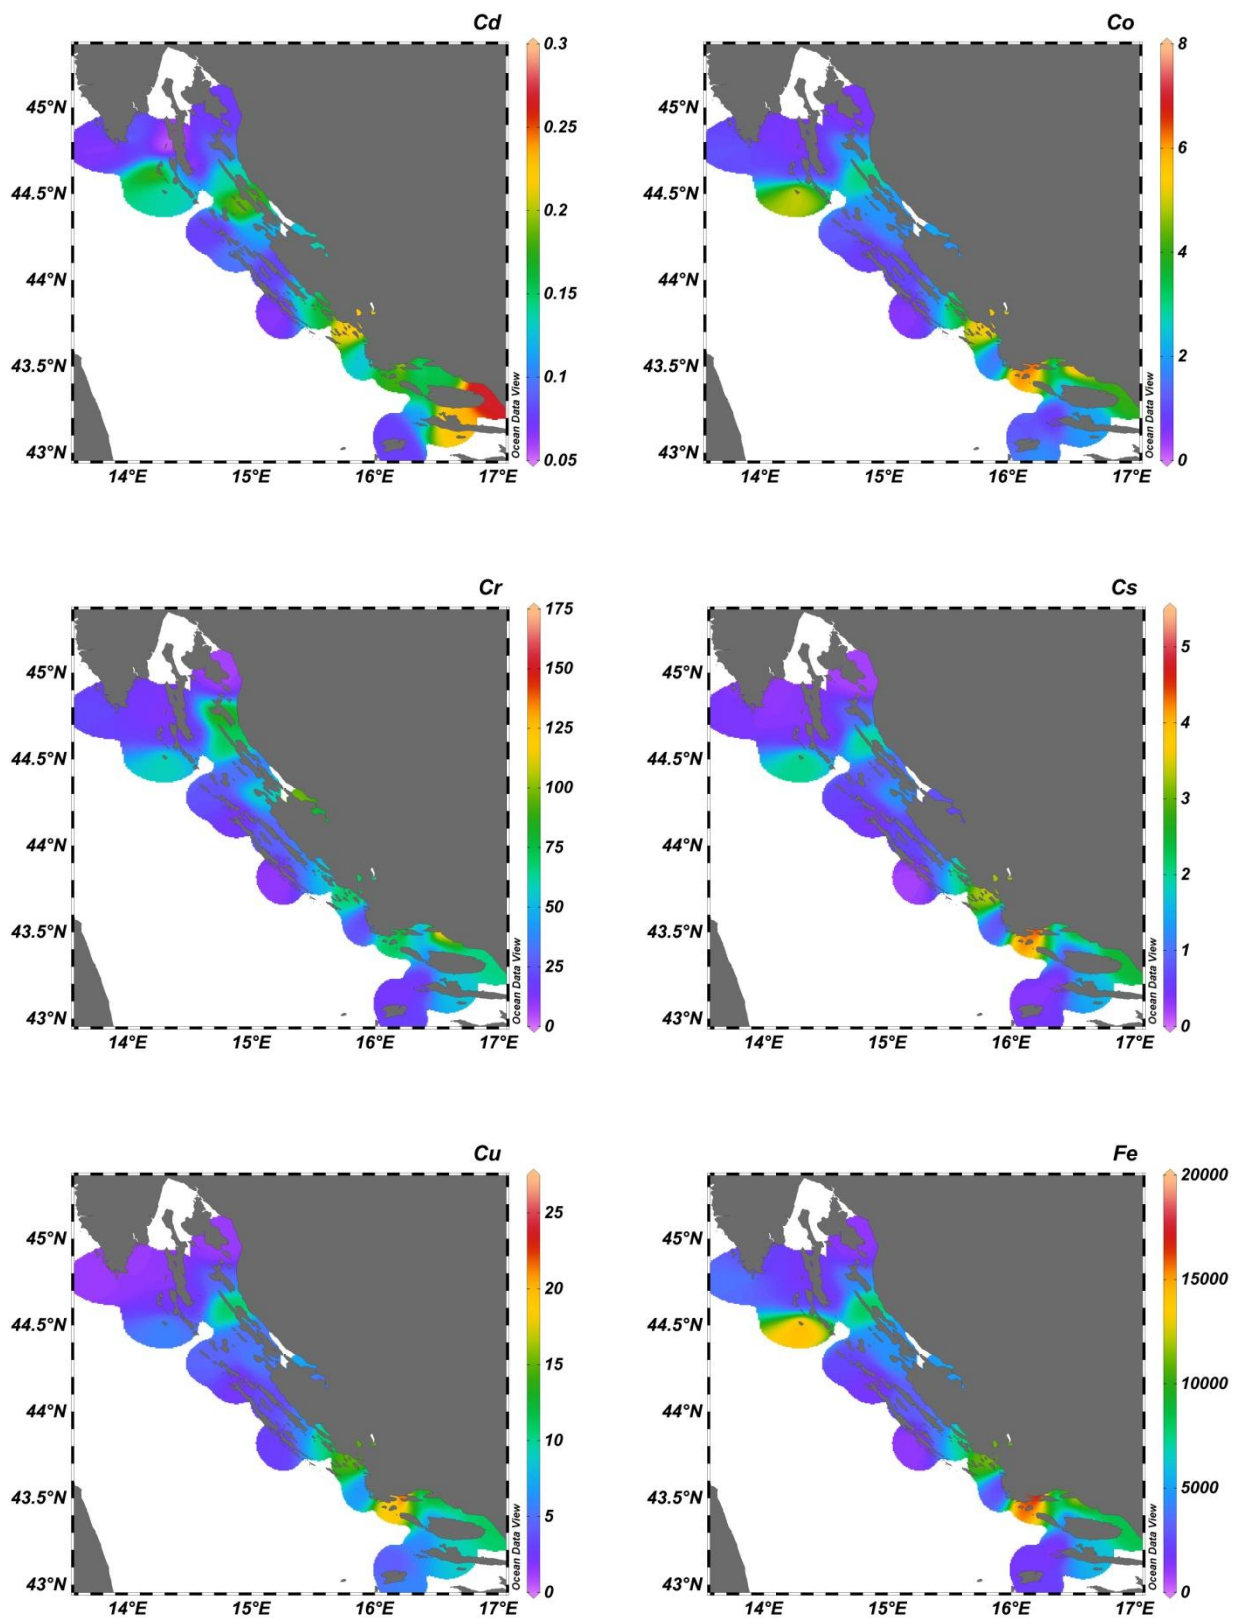 Cd
0.3
0.25
0.2
0.15
0.1
0.05
45°N
44.5°N
44°N
43.5°N
43°N
14°E
15°E
16°E
17°E
Ocean Data View
Co
8
6
4
2
0
45°N
44.5°N
44°N
43.5°N
43°N
14°E
15°E
16°E
17°E
Ocean Data View
Cr
175
150
125
100
75
50
25
0
45°N
44.5°N
44°N
43.5°N
43°N
14°E
15°E
16°E
17°E
Ocean Data View
Cs
5
4
3
2
1
0
45°N
44.5°N
44°N
43.5°N
43°N
14°E
15°E
16°E
17°E
Ocean Data View
Cu
25
20
15
10
5
0
45°N
44.5°N
44°N
43.5°N
43°N
14°E
15°E
16°E
17°E
Ocean Data View
Fe
20000
15000
10000
5000
0
45°N
44.5°N
44°N
43.5°N
43°N
14°E
15°E
16°E
17°E
Ocean Data View